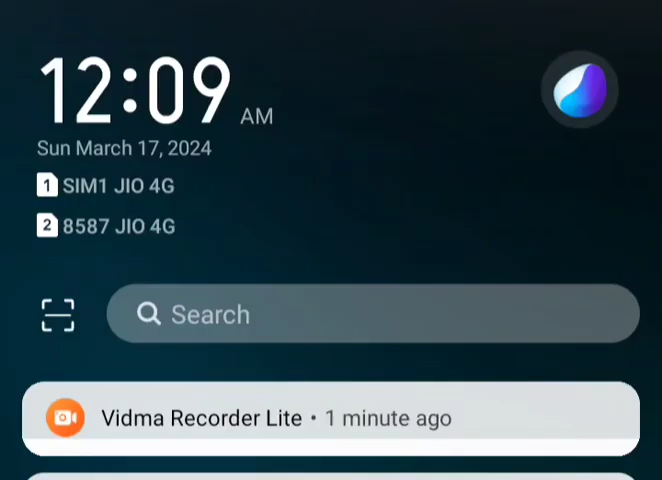 12:09 AM
Sun March 17, 2024
1 SIM1 JIO 4G
2 8587 JIO 4G
Search
Vidma Recorder Lite • 1 minute ago